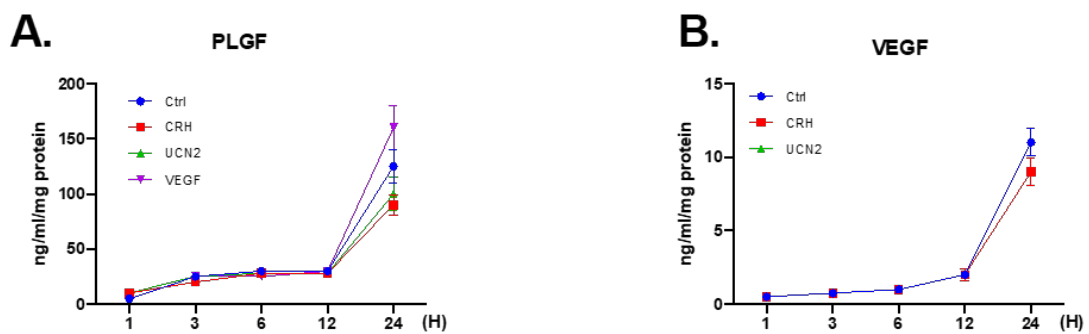 A.
PLGF
ng/ml/mg protein
200
150
100
50
0
Ctrl
CRH
UCN2
VEGF
1 3 6 12 24 (H)
B.
VEGF
ng/ml/mg protein
15
10
5
0
Ctrl
CRH
UCN2
1 3 6 12 24 (H)